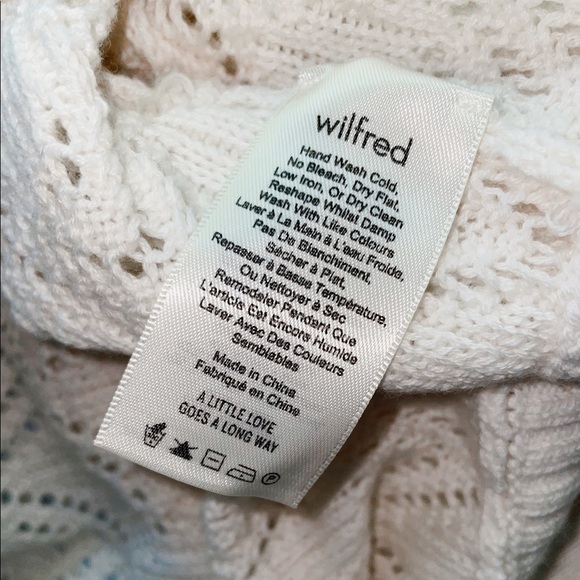 wilfred
Hand Wash Cold,
No Bleach, Dry Flat,
Low Iron, Or Dry Clean
Reshape Whilst Damp
Wash With Like Colours
Laver À La Main À L'eau Froide,
Pas De Blanchiment,
Sécher À Plat,
Repasser À Basse Température,
Ou Nettoyer À Sec
Remodeler Pendant Que
L'article Est Encore Humide
Laver Avec Des Couleurs
Semblables
Made in China
Fabriqué en Chine
A LITTLE LOVE
GOES A LONG WAY
P